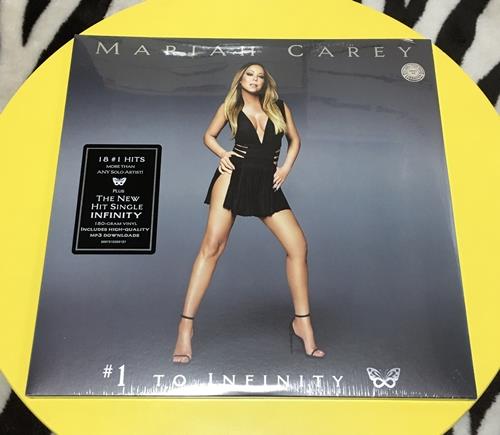 MARIAH CAREY
18 #1 HITS
MORE THAN
ANY SOLO ARTIST!
PLUS
THE NEW
HIT SINGLE
INFINITY
180-GRAM VINYL
INCLUDES HIGH-QUALITY
MP3 DOWNLOADS
#1 TO INFINITY